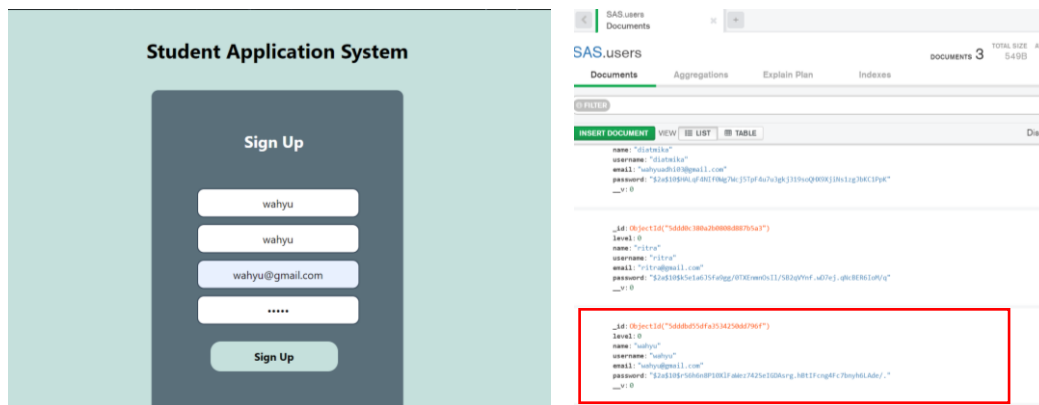 Student Application System
Sign Up
wahyu
wahyu
wahyu@gmail.com
•••••
Sign Up
SAS.users
Documents
SAS.users
DOCUMENTS 3 TOTAL SIZE 549B
Documents Aggregations Explain Plan Indexes
FILTER
INSERT DOCUMENT VIEW LIST TABLE
name: "diatmika"
username: "diatmika"
email: "wahyuadhi03@gmail.com"
password:
__v: 0
_id: ObjectId(
level: 0
name: "ritra"
username: "ritra"
email: "ritra@gmail.com"
password:
__v: 0
_id: ObjectId(
level: 0
name: "wahyu"
username: "wahyu"
email: "wahyu@gmail.com"
password:
__v: 0